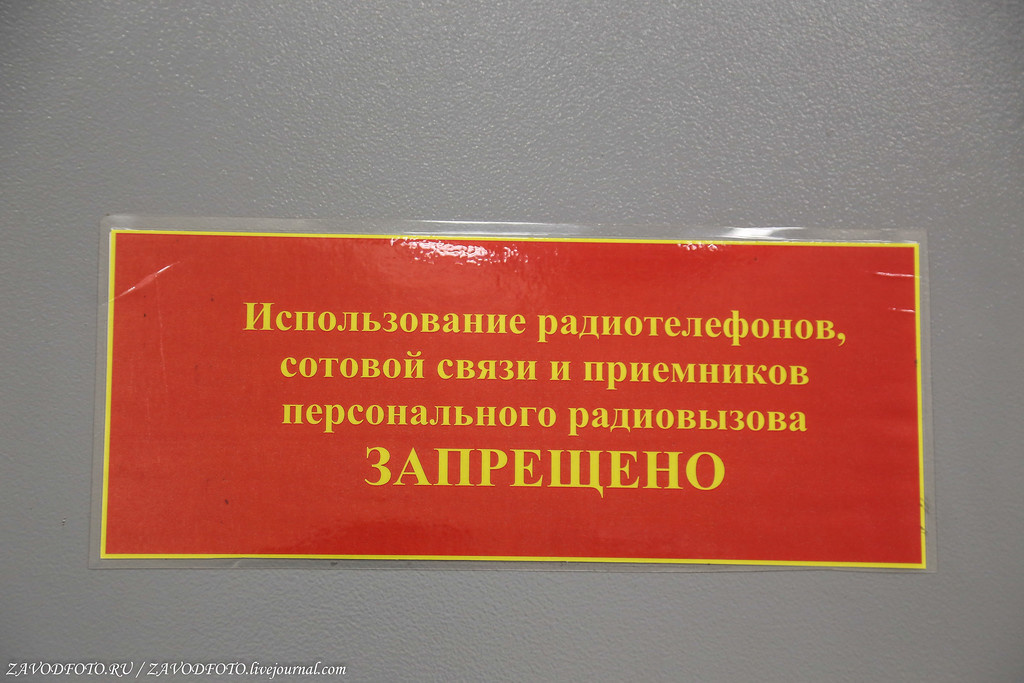 Использование радиотелефонов,
сотовой связи и приемников
персонального радиовызова
ЗАПРЕЩЕНО
ZAVODFOTO.RU / ZAVODFOTO.livejournal.com